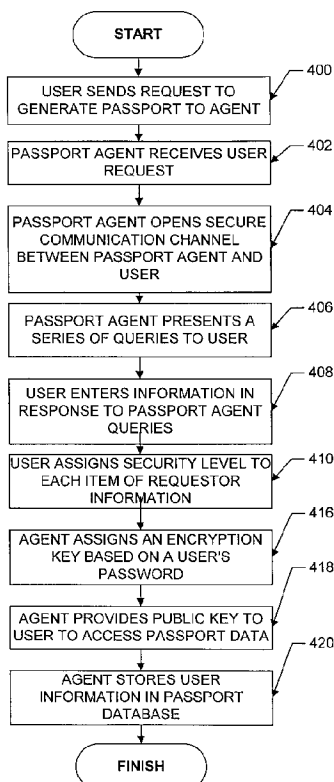 START
400
USER SENDS REQUEST TO
GENERATE PASSPORT TO AGENT
402
PASSPORT AGENT RECEIVES USER
REQUEST
404
PASSPORT AGENT OPENS SECURE
COMMUNICATION CHANNEL
BETWEEN PASSPORT AGENT AND
USER
406
PASSPORT AGENT PRESENTS A
SERIES OF QUERIES TO USER
408
USER ENTERS INFORMATION IN
RESPONSE TO PASSPORT AGENT
QUERIES
410
USER ASSIGNS SECURITY LEVEL TO
EACH ITEM OF REQUESTOR
INFORMATION
416
AGENT ASSIGNS AN ENCRYPTION
KEY BASED ON A USER'S
PASSWORD
418
AGENT PROVIDES PUBLIC KEY TO
USER TO ACCESS PASSPORT DATA
420
AGENT STORES USER
INFORMATION IN PASSPORT
DATABASE
FINISH